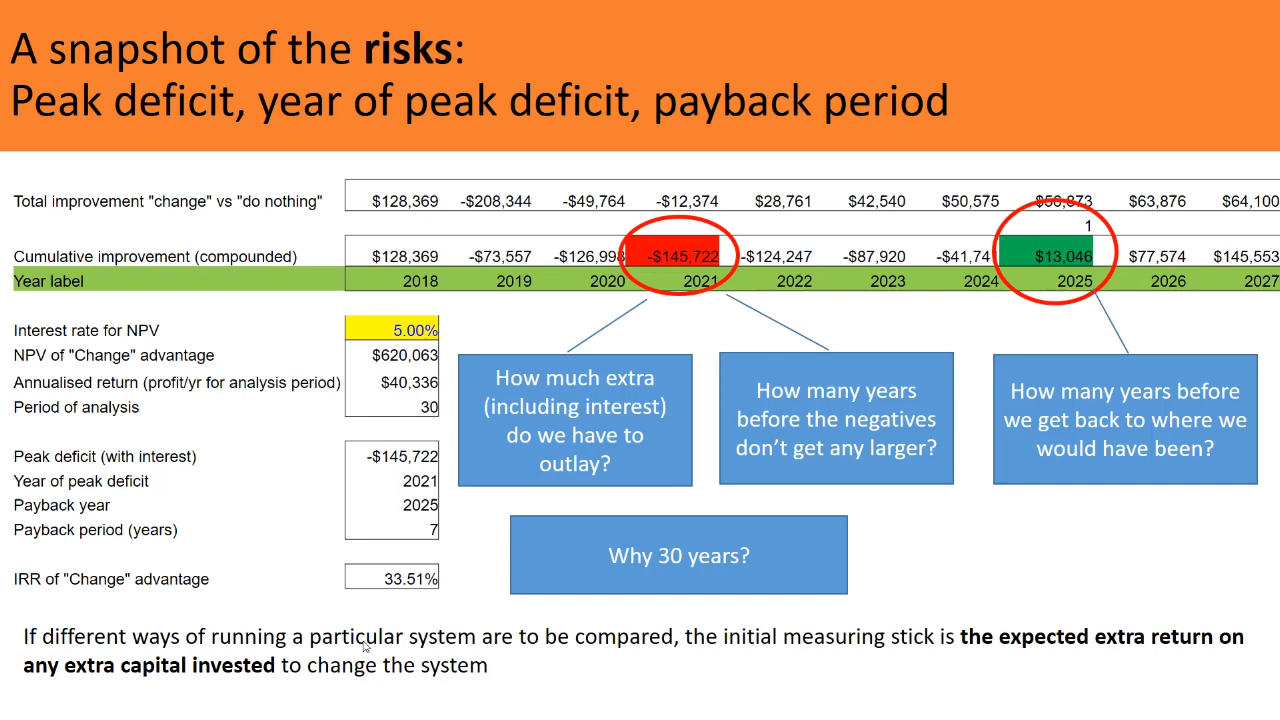 A snapshot of the risks:
Peak deficit, year of peak deficit, payback period
Total improvement "change" vs "do nothing" $128,369 -$208,344 -$49,764 -$12,374 $28,761 $42,540 $50,575 $63,876 $64,100
1
Cumulative improvement (compounded) $128,369 -$73,557 -$126,998 -$145,722 -$124,247 -$87,920 -$41,74 $13,046 $77,574 $145,553
Year label 2018 2019 2020 2021 2022 2023 2024 2025 2026 2027
Interest rate for NPV 5.00%
NPV of "Change" advantage $620,063
Annualised return (profit/yr for analysis period) $40,336
Period of analysis 30
Peak deficit (with interest) -$145,722
Year of peak deficit 2021
Payback year 2025
Payback period (years) 7
IRR of "Change" advantage 33.51%
How much extra
(including interest)
do we have to
outlay?
How many years
before the negatives
don't get any larger?
How many years before
we get back to where we
would have been?
Why 30 years?
If different ways of running a particular system are to be compared, the initial measuring stick is the expected extra return on
any extra capital invested to change the system